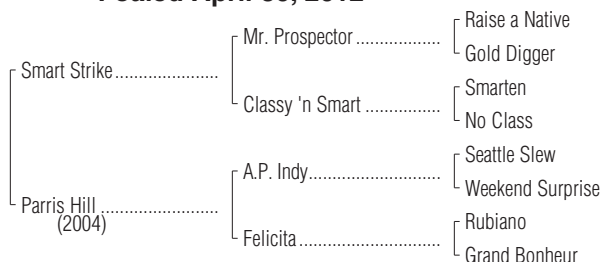 Foaled April 2012
Raise a Native
Mr. Prospector
Gold Digger
Smart Strike
Smarten
Classy 'n Smart
No Class
Seattle Slew
A.P. Indy
Weekend Surprise
Parris Hill
(2004)
Rubiano
Felicita
Grand Bonheur